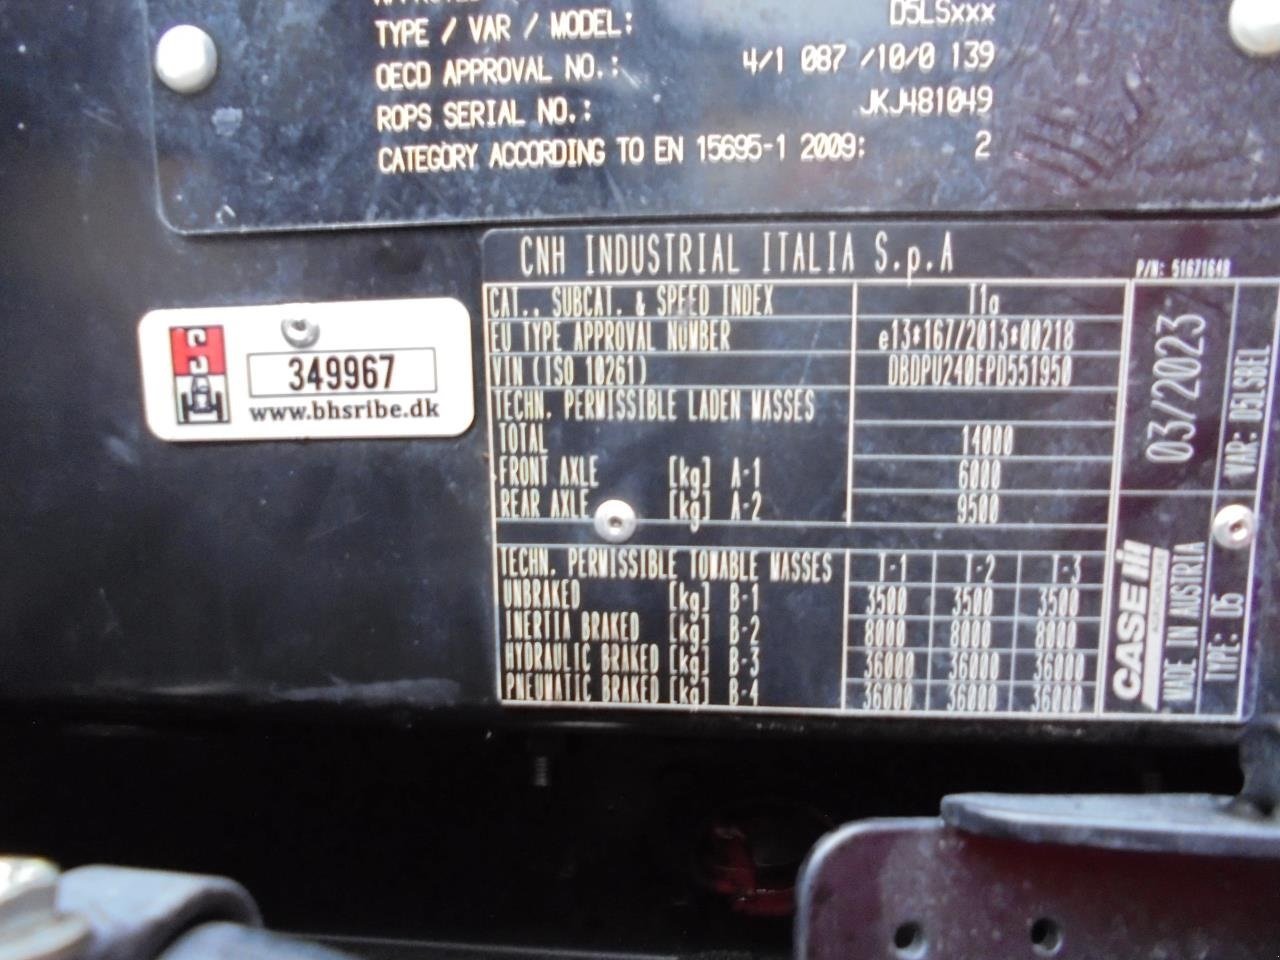 TYPE / VAR / MODEL: D5LSxxx
OECD APPROVAL NO.: 4/1 087 /10/0 139
ROPS SERIAL NO.: JKJ481049
CATEGORY ACCORDING TO EN 15695-1 2009: 2
CNH INDUSTRIAL ITALIA S.p.A
P/N: 51671648
CAT., SUBCAT. & SPEED INDEX T1a
EU TYPE APPROVAL NUMBER e13*167/2013*00218
VIN (ISO 10261) DBDPU240EPD551950
TECHN. PERMISSIBLE LADEN MASSES
TOTAL 14000
FRONT AXLE [kg] A-1 6000
REAR AXLE [kg] A-2 9500
TECHN. PERMISSIBLE TOWABLE MASSES T-1 T-2 T-3
UNBRAKED [kg] B-1 3500 3500 3500
INERTIA BRAKED [kg] B-2 8000 8000 8000
HYDRAULIC BRAKED [kg] B-3 36000 36000 36000
PNEUMATIC BRAKED [kg] B-4 36000 36000 36000
03/2023
VAR: D5LSBEL
CASE IH
AGRICULTURE
MADE IN AUSTRIA
TYPE: D5
349967
www.bhsribe.dk